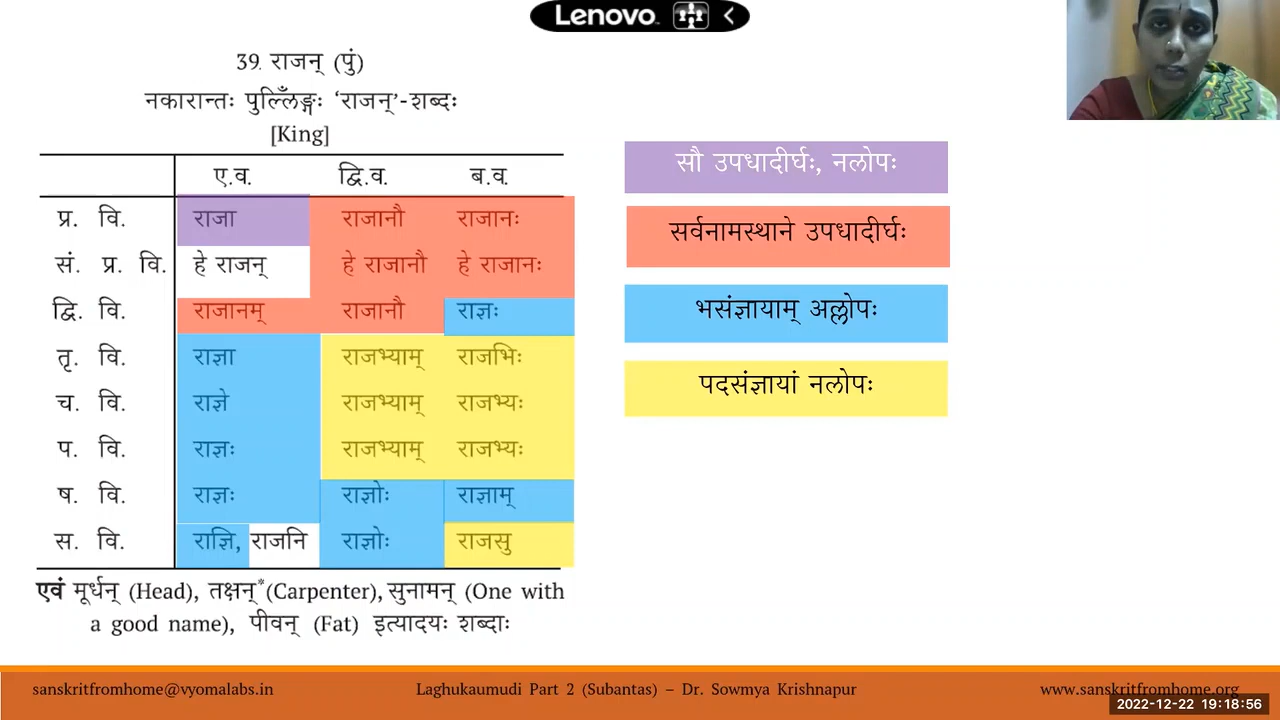 Lenovo
39. राजन् (पुं)
नकारान्तः पुल्लिँङ्गः ‘राजन्’-शब्दः
[King]
ए.व. द्वि.व. ब.व.
प्र. वि. राजा राजानौ राजानः
सं. प्र. वि. हे राजन् हे राजानौ हे राजानः
द्वि. वि. राजानम् राजानौ राज्ञः
तृ. वि. राज्ञा राजभ्याम् राजभिः
च. वि. राज्ञे राजभ्याम् राजभ्यः
प. वि. राज्ञः राजभ्याम् राजभ्यः
ष. वि. राज्ञः राज्ञोः राज्ञाम्
स. वि. राज्ञि, राजनि राज्ञोः राजसु
एवं मूर्धन् (Head), तक्षन्*(Carpenter), सुनामन् (One with
a good name), पीवन् (Fat) इत्यादयः शब्दाः
सौ उपधादीर्घः, नलोपः
सर्वनामस्थाने उपधादीर्घः
भसंज्ञायाम् अल्लोपः
पदसंज्ञायां नलोपः
sanskritfromhome@vyomalabs.in
Laghukaumudi Part 2 (Subantas) – Dr. Sowmya Krishnapur
www.sanskritfromhome.org
2022-12-22 19:18:56